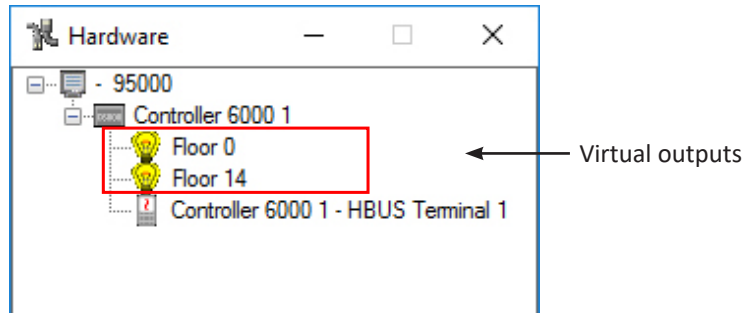 Hardware
- 95000
Controller 6000 1
Floor 0
Virtual outputs
Floor 14
Controller 6000 1 - HBUS Terminal 1